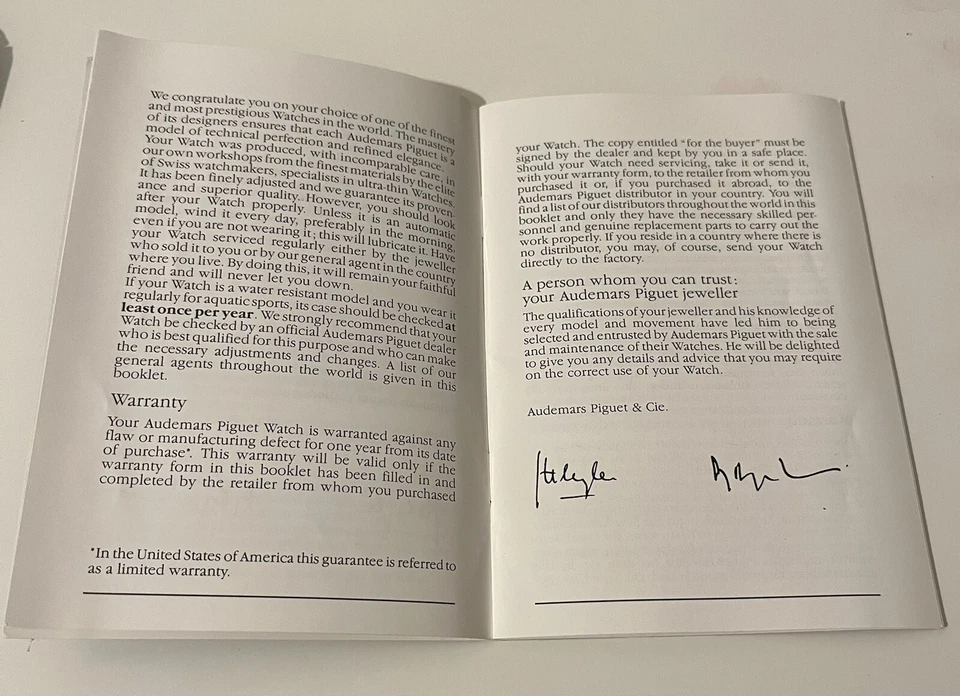 We congratulate you on your choice of one of the finest
and most prestigious Watches in the world. The mastery
of its designers ensures that each Audemars Piguet is a
model of technical perfection and refined elegance.
Your Watch was produced, with incomparable care, in
our own workshops from the finest materials by the elite
of Swiss watchmakers, specialists in ultra-thin Watches.
It has been finely adjusted and we guarantee its proven-
ance and superior quality. However, you should look
after your Watch properly. Unless it is an automatic
model, wind it every day, preferably in the morning,
even if you are not wearing it; this will lubricate it. Have
your Watch serviced regularly either by the jeweller
who sold it to you or by our general agent in the country
where you live. By doing this, it will remain your faithful
friend and will never let you down.
If your Watch is a water resistant model and you wear it
regularly for aquatic sports, its case should be checked at
least once per year. We strongly recommend that your
Watch be checked by an official Audemars Piguet dealer
who is best qualified for this purpose and who can make
the necessary adjustments and changes. A list of our
general agents throughout the world is given in this
booklet.
Warranty
Your Audemars Piguet Watch is warranted against any
flaw or manufacturing defect for one year from its date
of purchase*. This warranty will be valid only if the
warranty form in this booklet has been filled in and
completed by the retailer from whom you purchased
*In the United States of America this guarantee is referred to
as a limited warranty.
your Watch. The copy entitled "for the buyer" must be
signed by the dealer and kept by you in a safe place.
Should your Watch need servicing, take it or send it,
with your warranty form, to the retailer from whom you
purchased it or, if you purchased it abroad, to the
Audemars Piguet distributor in your country. You will
find a list of our distributors throughout the world in this
booklet and only they have the necessary skilled per-
sonnel and genuine replacement parts to carry out the
work properly. If you reside in a country where there is
no distributor, you may, of course, send your Watch
directly to the factory.
A person whom you can trust:
your Audemars Piguet jeweller
The qualifications of your jeweller and his knowledge of
every model and movement have led him to being
selected and entrusted by Audemars Piguet with the sale
and maintenance of their Watches. He will be delighted
to give you any details and advice that you may require
on the correct use of your Watch.
Audemars Piguet & Cie.